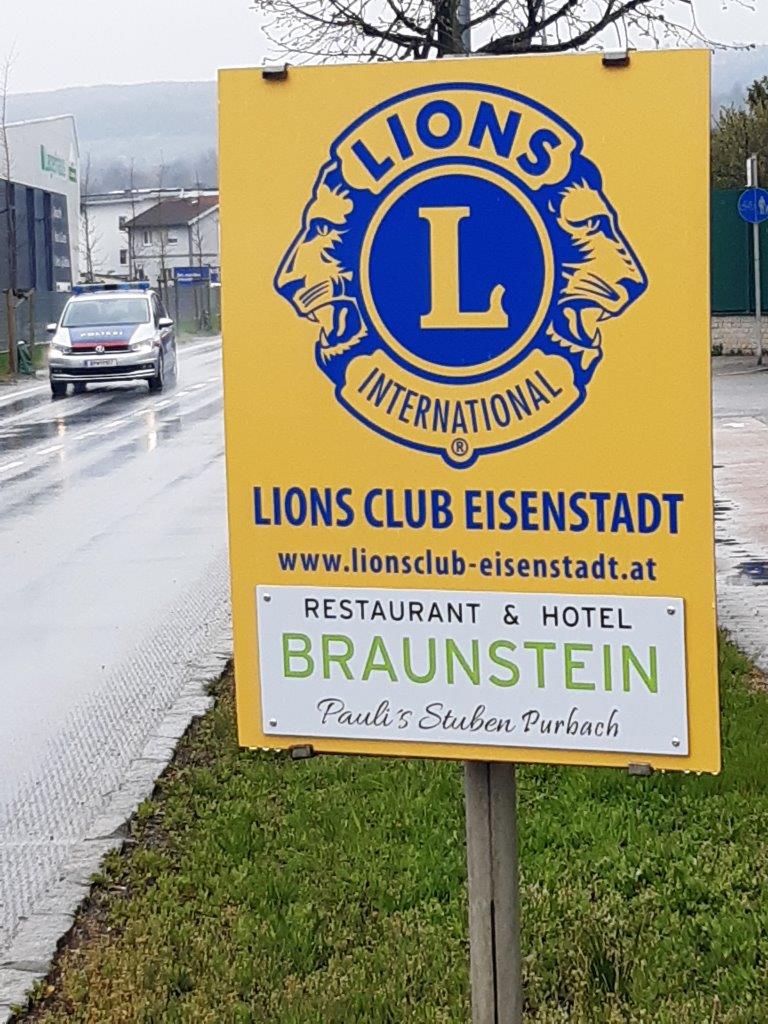 LIONS
L
INTERNATIONAL
®
LIONS CLUB EISENSTADT
www.lionsclub-eisenstadt.at
RESTAURANT & HOTEL
BRAUNSTEIN
Pauli's Stuben Purbach
POLIZEI